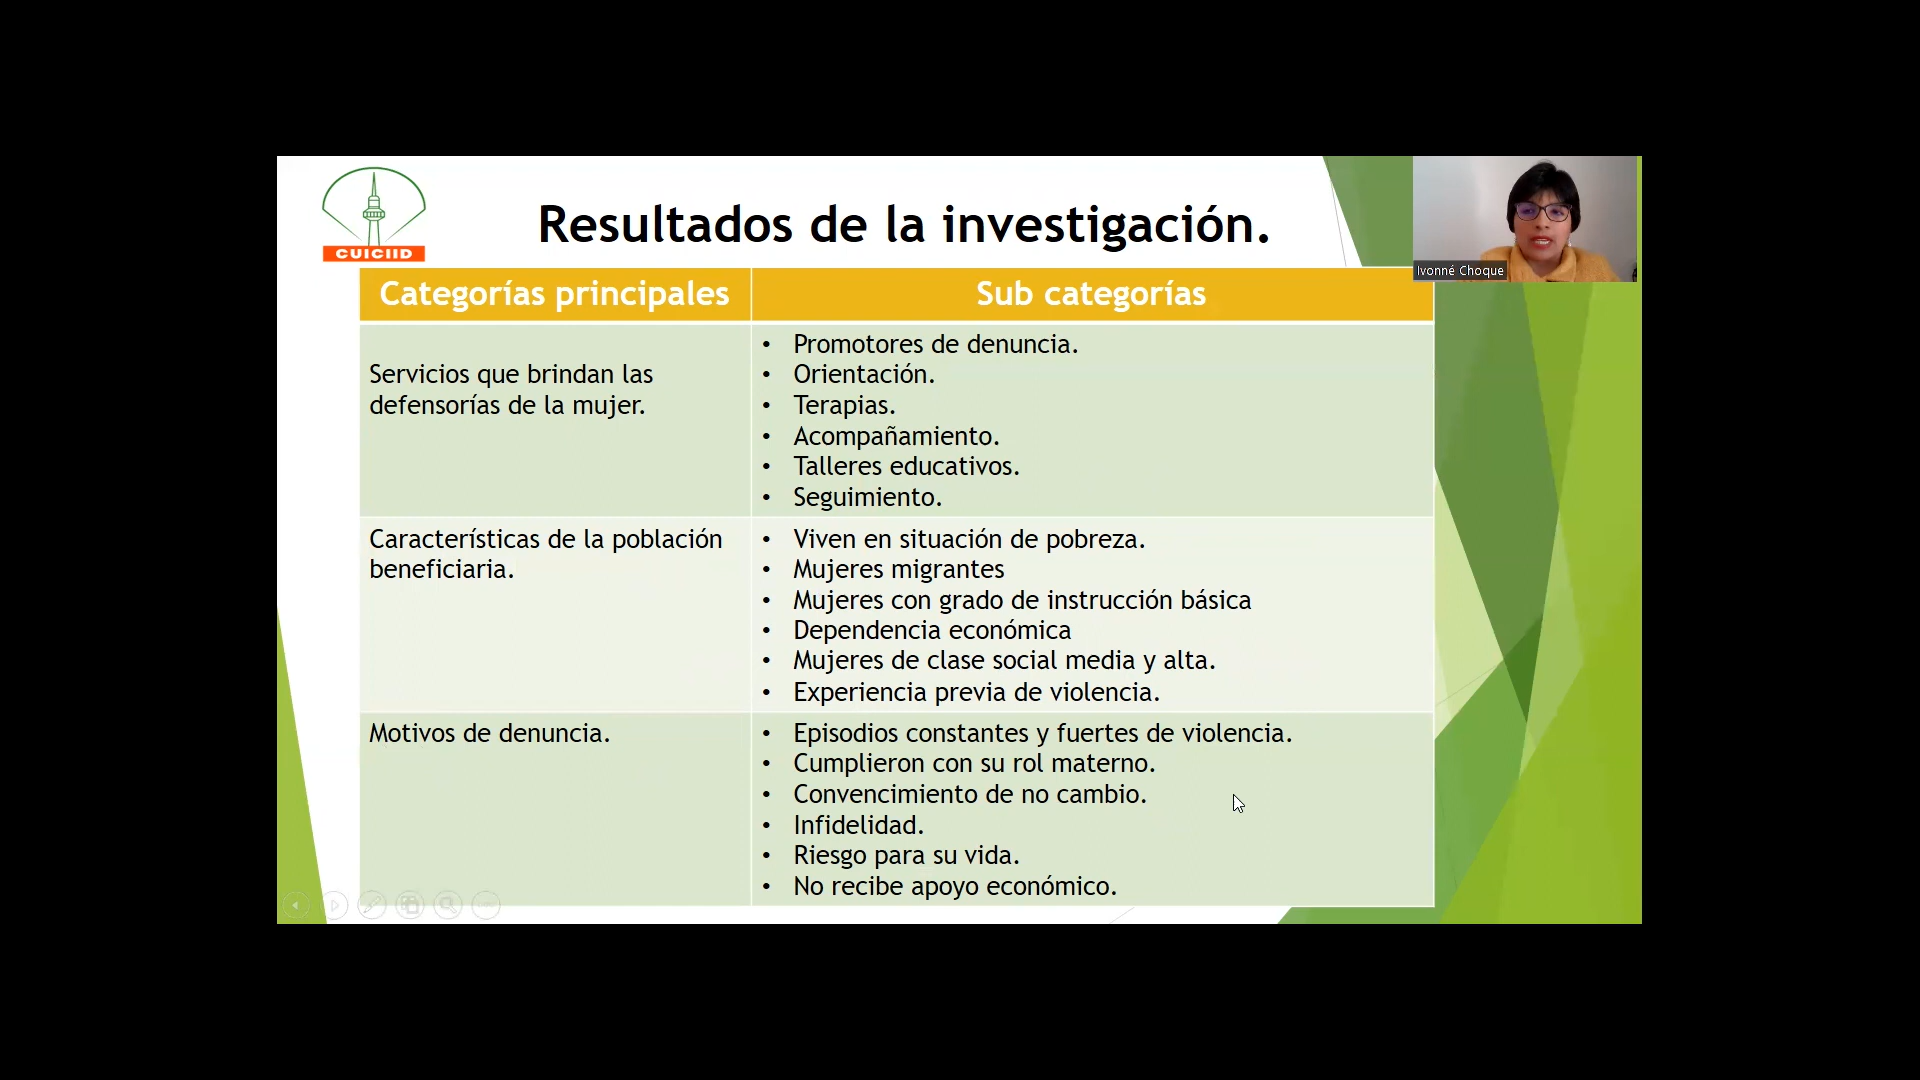 CUICIID
Resultados de la investigación.
Ivonné Choque
Categorías principales
Sub categorías
Servicios que brindan las
defensorías de la mujer.
• Promotores de denuncia.
• Orientación.
• Terapias.
• Acompañamiento.
• Talleres educativos.
• Seguimiento.
Características de la población
beneficiaria.
• Viven en situación de pobreza.
• Mujeres migrantes
• Mujeres con grado de instrucción básica
• Dependencia económica
• Mujeres de clase social media y alta.
• Experiencia previa de violencia.
Motivos de denuncia.
• Episodios constantes y fuertes de violencia.
• Cumplieron con su rol materno.
• Convencimiento de no cambio.
• Infidelidad.
• Riesgo para su vida.
• No recibe apoyo económico.